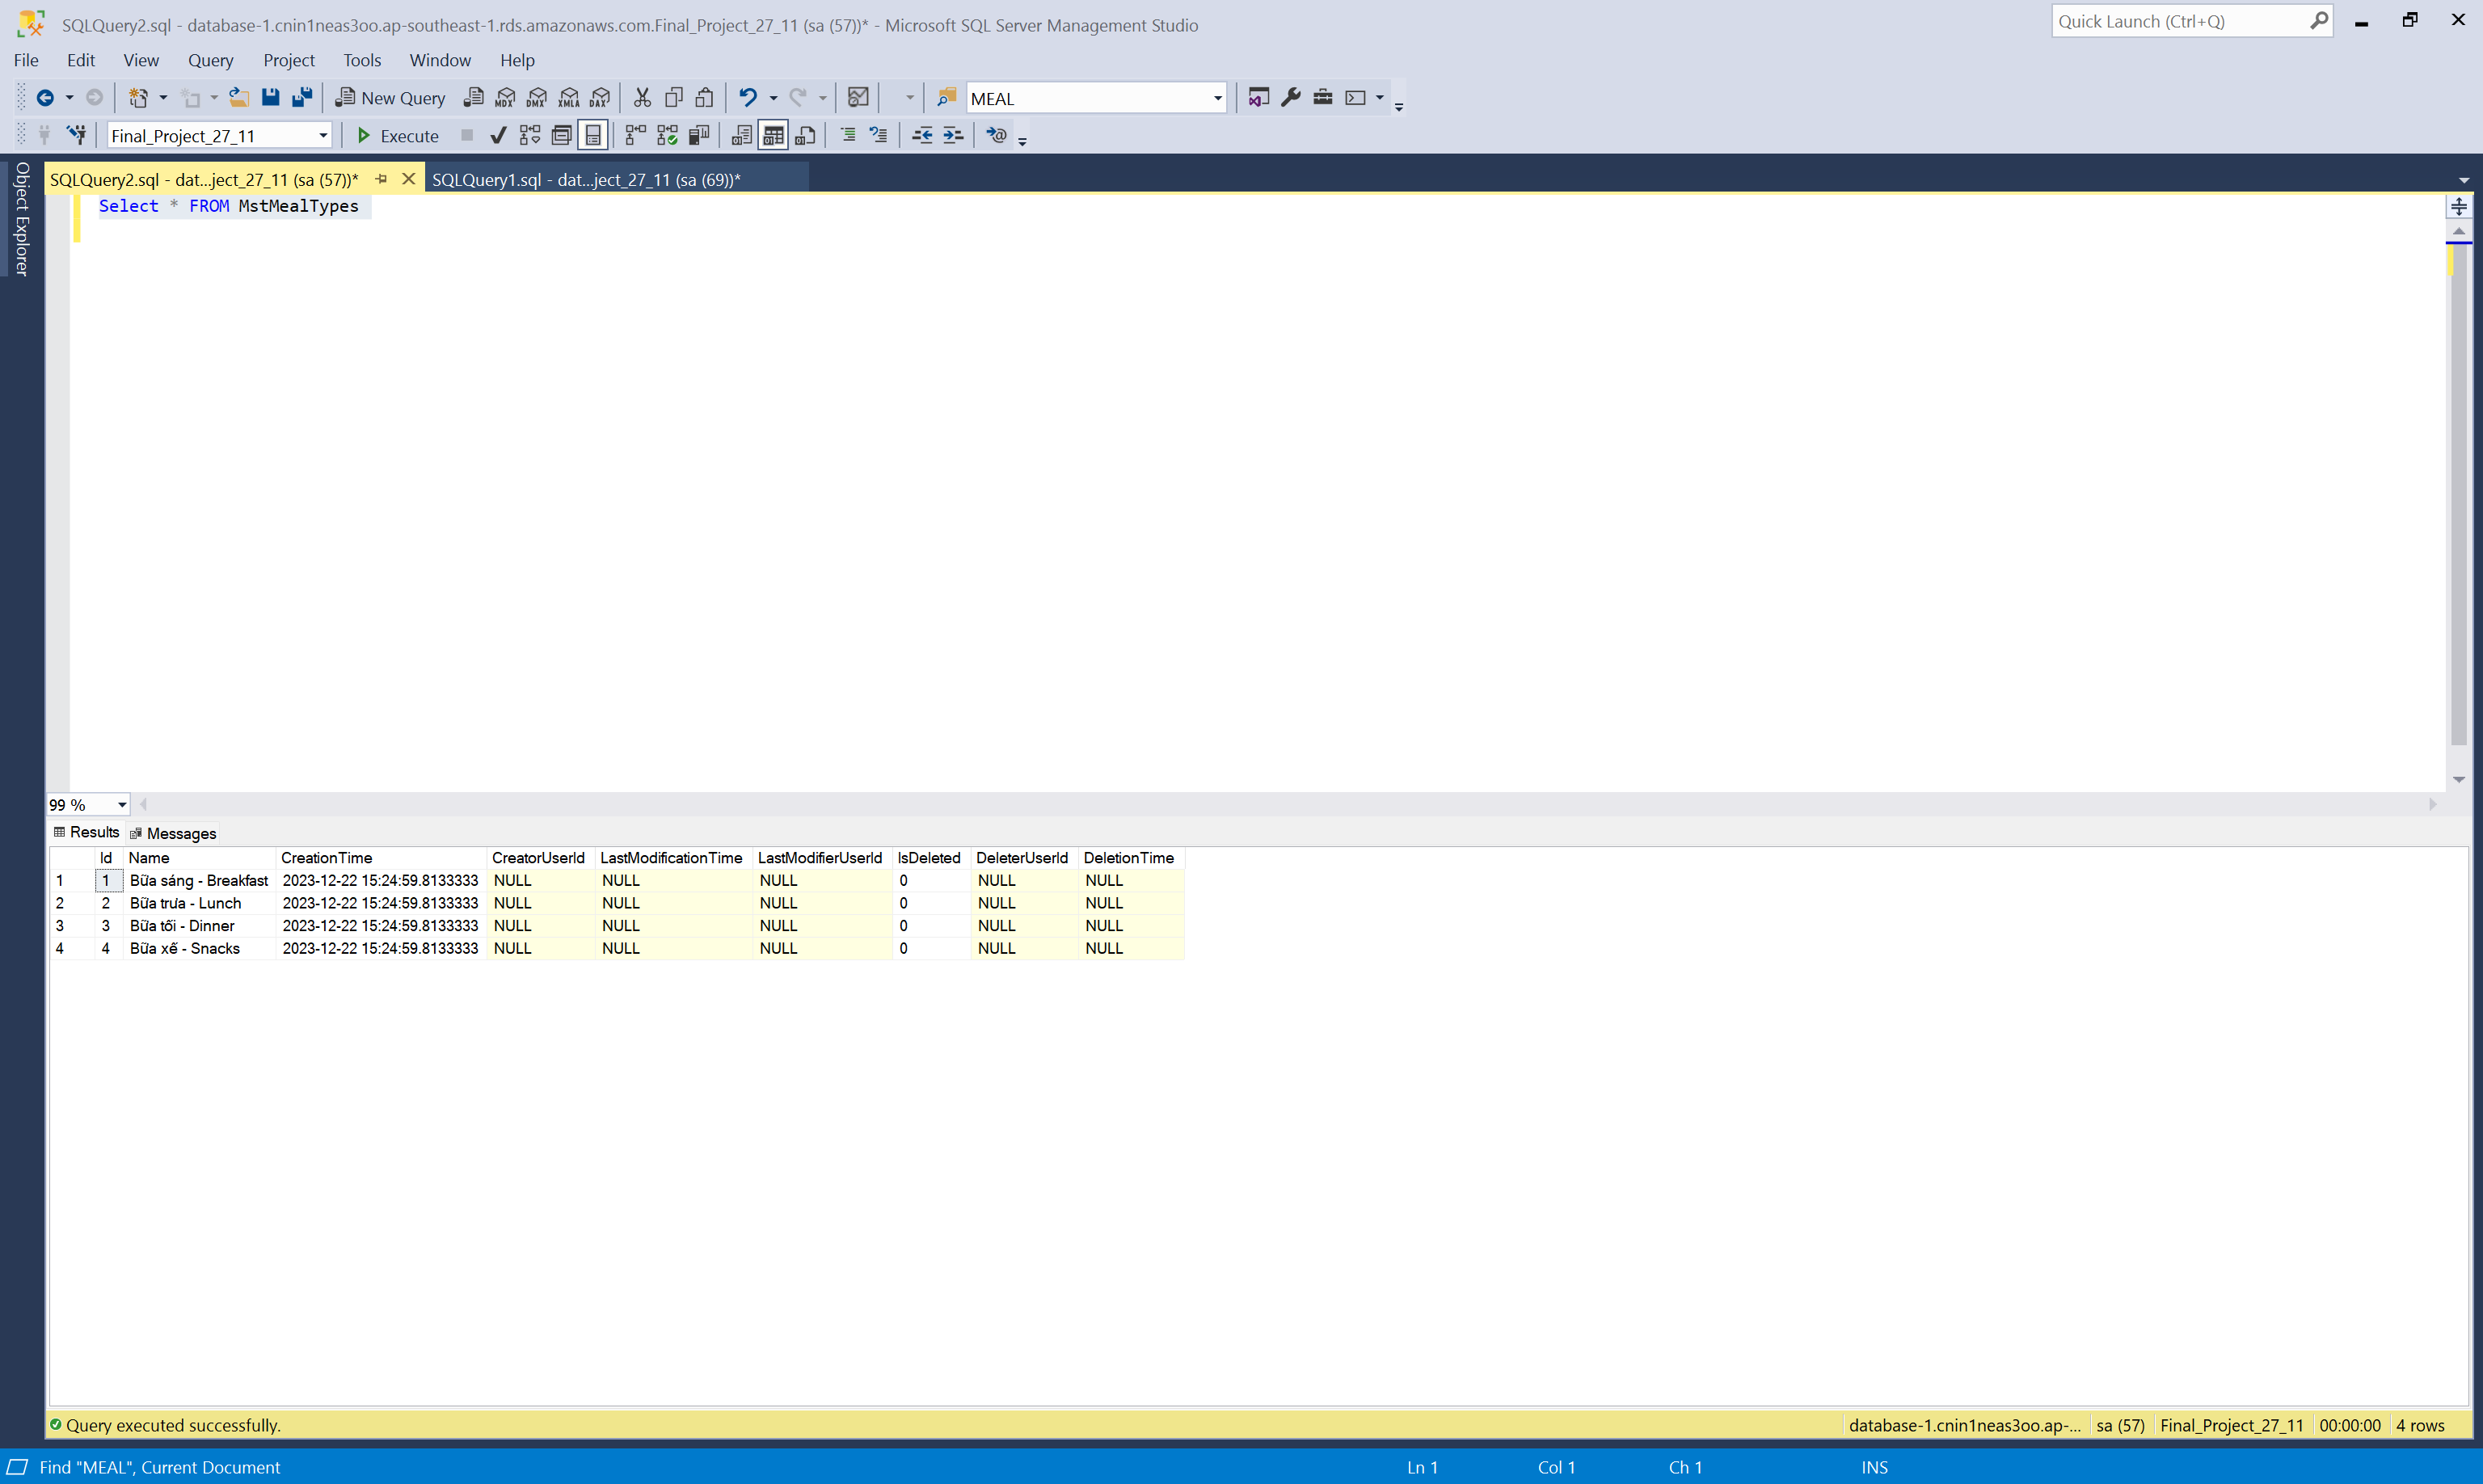 SQLQuery2.sql - database-1.cnin1neas3oo.ap-southeast-1.rds.amazonaws.com.Final_Project_27_11 (sa (57))* - Microsoft SQL Server Management Studio
Quick Launch (Ctrl+Q)
File Edit View Query Project Tools Window Help
New Query MDX DMX XMLA DAX MEAL
Final_Project_27_11 Execute
Object Explorer
SQLQuery2.sql - dat...ject_27_11 (sa (57))* SQLQuery1.sql - dat...ject_27_11 (sa (69))*
Select * FROM MstMealTypes
99 %
Results Messages
Id Name CreationTime CreatorUserId LastModificationTime LastModifierUserId IsDeleted DeleterUserId DeletionTime
1 1 Bữa sáng - Breakfast 2023-12-22 15:24:59.8133333 NULL NULL NULL 0 NULL NULL
2 2 Bữa trưa - Lunch 2023-12-22 15:24:59.8133333 NULL NULL NULL 0 NULL NULL
3 3 Bữa tối - Dinner 2023-12-22 15:24:59.8133333 NULL NULL NULL 0 NULL NULL
4 4 Bữa xế - Snacks 2023-12-22 15:24:59.8133333 NULL NULL NULL 0 NULL NULL
Query executed successfully. database-1.cnin1neas3oo.ap-... sa (57) Final_Project_27_11 00:00:00 4 rows
Find "MEAL", Current Document Ln 1 Col 1 Ch 1 INS